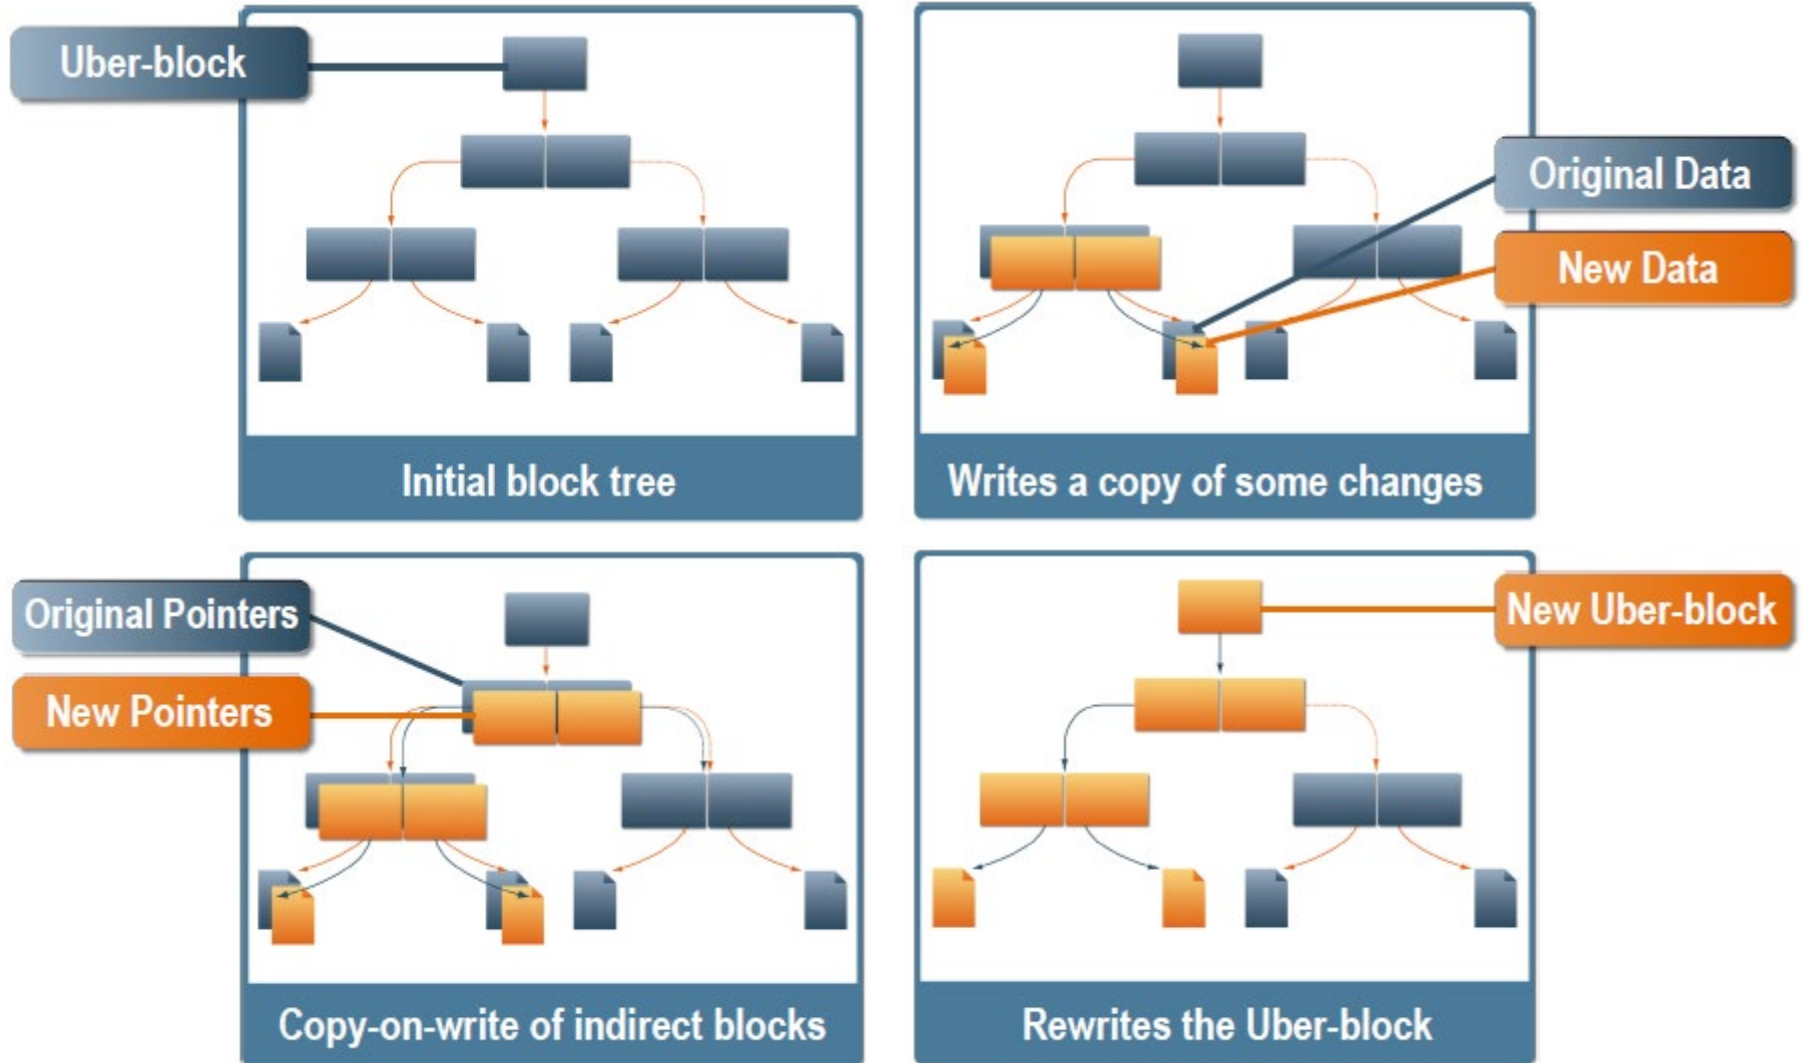 Uber-block
Initial block tree
Original Data
New Data
Writes a copy of some changes
Original Pointers
New Pointers
Copy-on-write of indirect blocks
New Uber-block
Rewrites the Uber-block